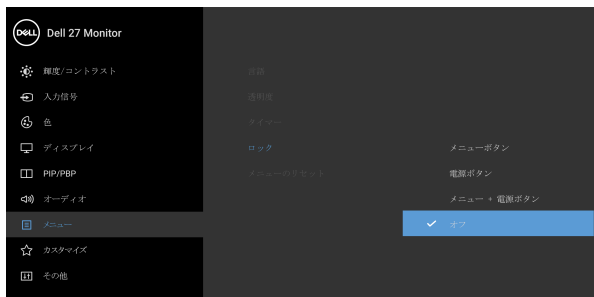 DELL Dell 27 Monitor
輝度/コントラスト
入力信号
色
ディスプレイ
PIP/PBP
オーディオ
メニュー
カスタマイズ
その他
言語
透明度
タイマー
ロック
メニューのリセット
メニューボタン
電源ボタン
メニュー + 電源ボタン
オフ